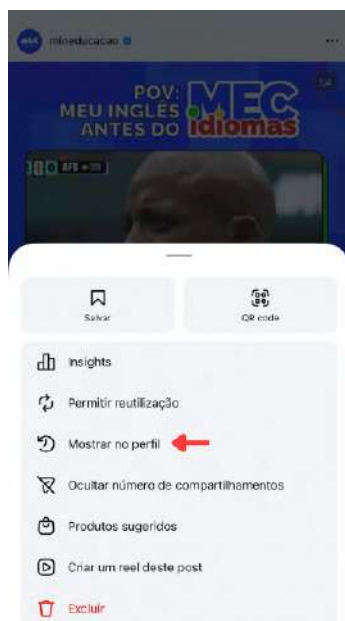 mineducacao
POV:
MEU INGLÊS
ANTES DO
MEC
idiomas
AFS
Salvar
QR code
Insights
Permitir reutilização
Mostrar no perfil
Ocultar número de compartilhamentos
Produtos sugeridos
Criar um reel deste post
Excluir